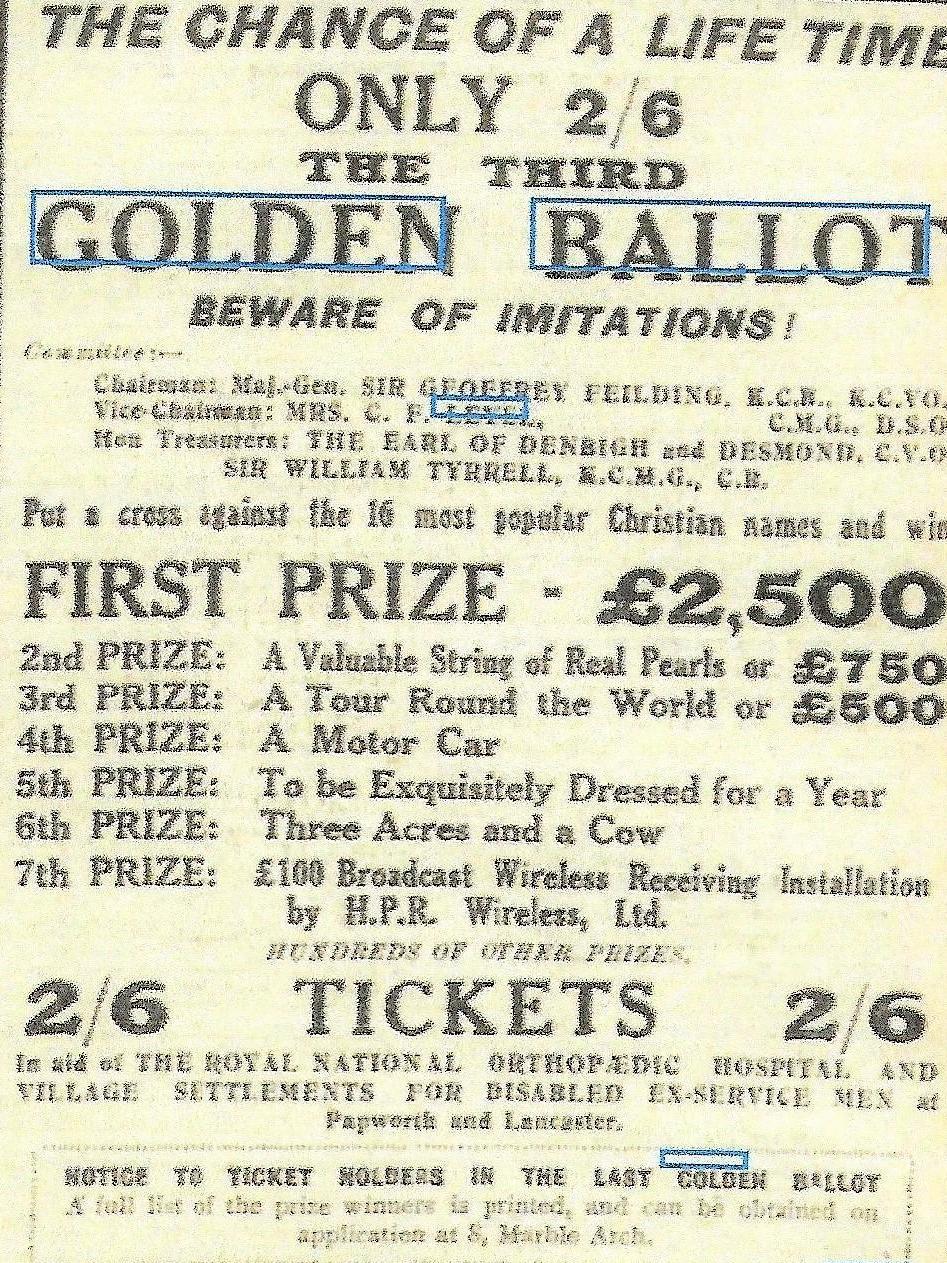 THE CHANCE OF A LIFE TIME
ONLY 2/6
THE THIRD
GOLDEN BALLOT
BEWARE OF IMITATIONS!
Committee:—
Chairman: Maj.-Gen. SIR GEOFFREY FEILDING, K.C.B., K.C.V.O.
C.M.G., D.S.O
Vice-Chairman: MRS. C. F.
Hon Treasurers: THE EARL OF DENBIGH and DESMOND, C.V.O
SIR WILLIAM TYRRELL, K.C.M.G., C.B.
Put a cross against the 16 most popular Christian names and win
FIRST PRIZE - £2,500
2nd PRIZE: A Valuable String of Real Pearls or £750
3rd PRIZE: A Tour Round the World or £500
4th PRIZE: A Motor Car
5th PRIZE: To be Exquisitely Dressed for a Year
6th PRIZE: Three Acres and a Cow
7th PRIZE: £100 Broadcast Wireless Receiving Installation
by H.P.R. Wireless, Ltd.
HUNDREDS OF OTHER PRIZES.
2/6 TICKETS 2/6
In aid of THE ROYAL NATIONAL ORTHOPÆDIC HOSPITAL AND
VILLAGE SETTLEMENTS FOR DISABLED EX-SERVICE MEN at
Papworth and Lancaster.
NOTICE TO TICKET HOLDERS IN THE LAST GOLDEN BALLOT
A full list of the prize winners is printed, and can be obtained on
application at 8, Marble Arch.